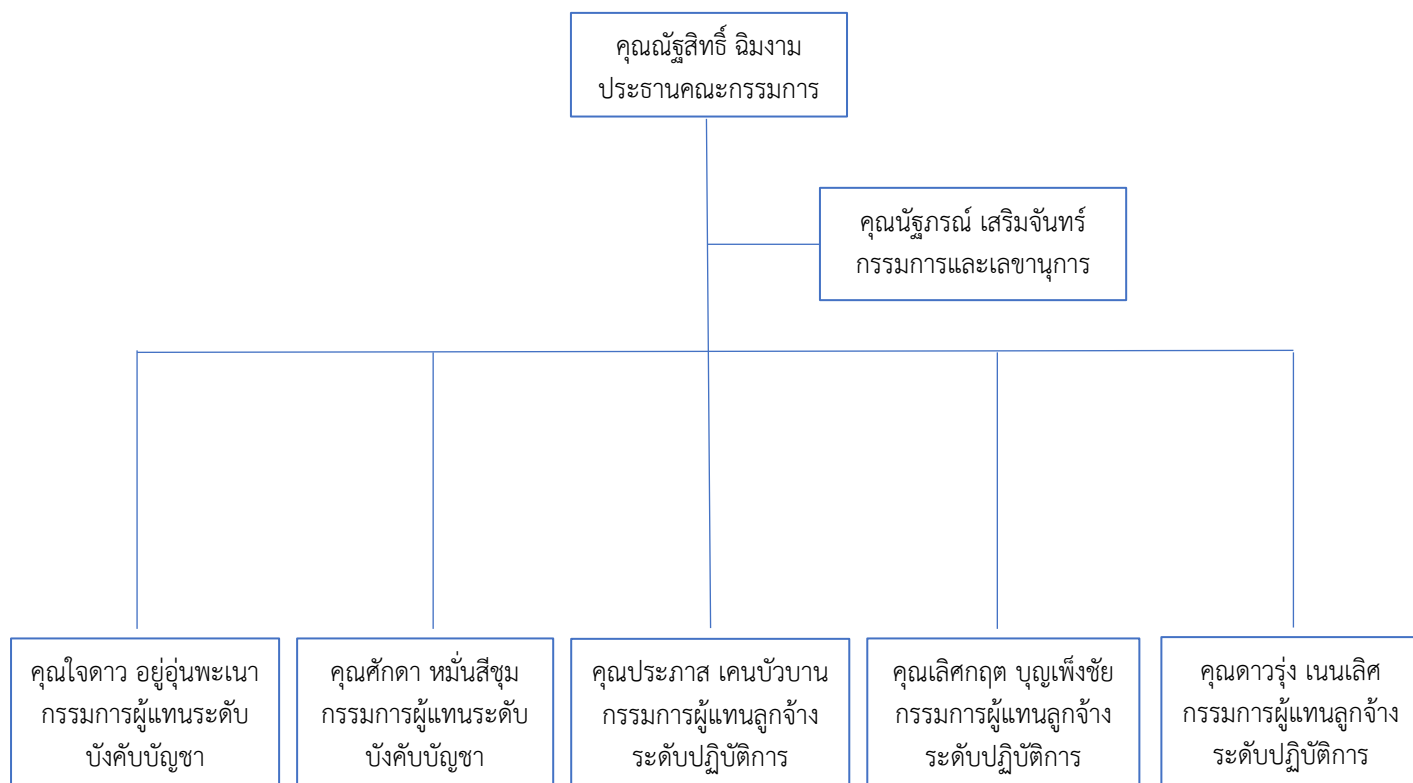 คุณณัฐสิทธิ์ ฉิมงาม
ประธานคณะกรรมการ
คุณนัฐภรณ์ เสริมจันทร์
กรรมการและเลขานุการ
คุณใจดาว อยู่อุ่นพะเนา
กรรมการผู้แทนระดับ
บังคับบัญชา
คุณศักดา หมั่นสีชุม
กรรมการผู้แทนระดับ
บังคับบัญชา
คุณประภาส เคนบัวบาน
กรรมการผู้แทนลูกจ้าง
ระดับปฏิบัติการ
คุณเลิศกฤต บุญเพ็งชัย
กรรมการผู้แทนลูกจ้าง
ระดับปฏิบัติการ
คุณดาวรุ่ง เนนเลิศ
กรรมการผู้แทนลูกจ้าง
ระดับปฏิบัติการ